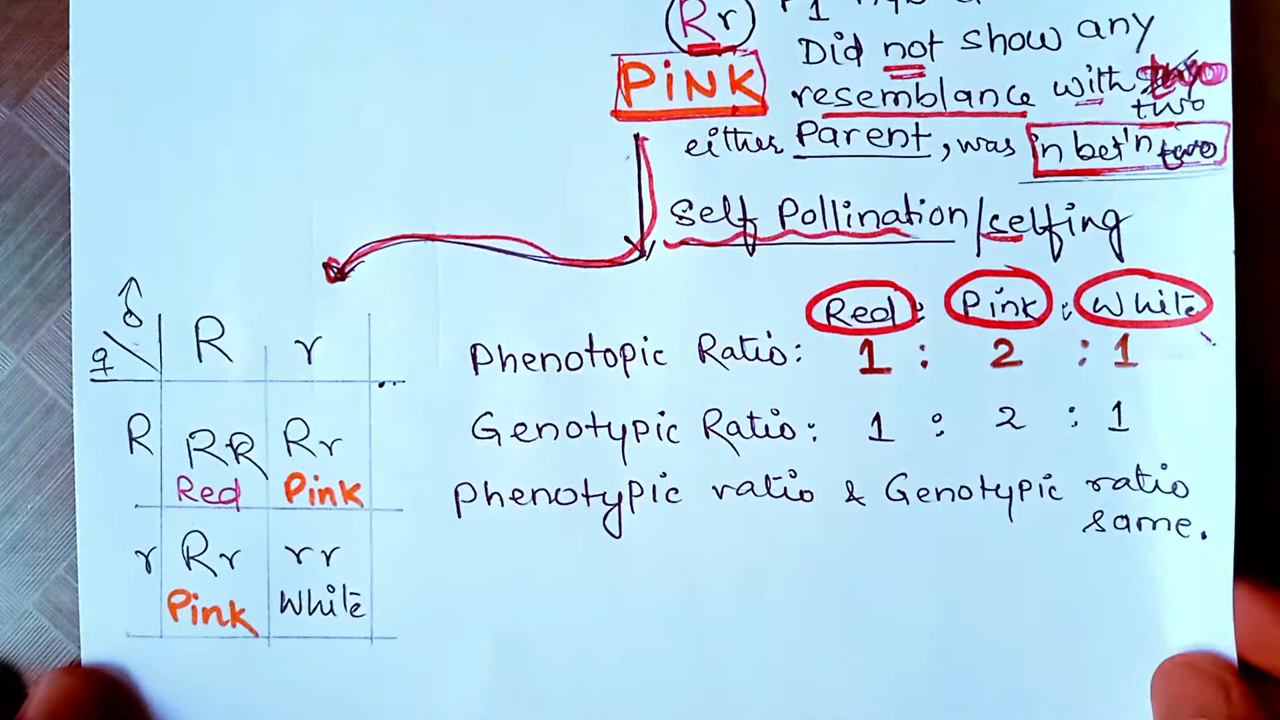 Rr
Did not show any
PINK resemblance with
two
either Parent, was in bet'n two
Self Pollination/selfing
Red : Pink : White
Phenotopic Ratio: 1 : 2 : 1
Genotypic Ratio: 1 : 2 : 1
Phenotypic ratio & Genotypic ratio
same.
♀ ♂ R r
R RR Rr
Red Pink
r Rr rr
Pink White